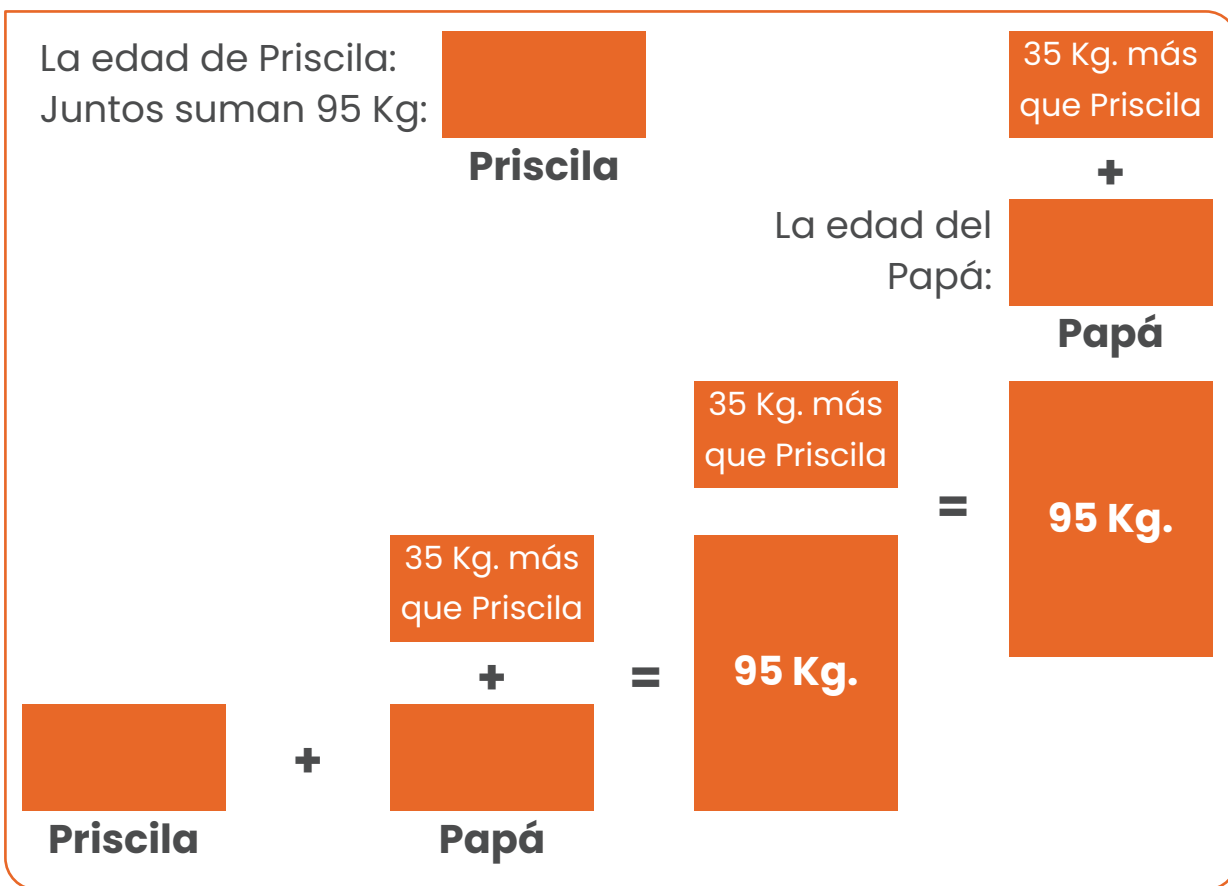 La edad de Priscila:
Juntos suman 95 Kg:
Priscila
35 Kg. más
que Priscila
+
La edad del
Papá:
Papá
35 Kg. más
que Priscila
=
95 Kg.
35 Kg. más
que Priscila
+
=
95 Kg.
+
Priscila
Papá